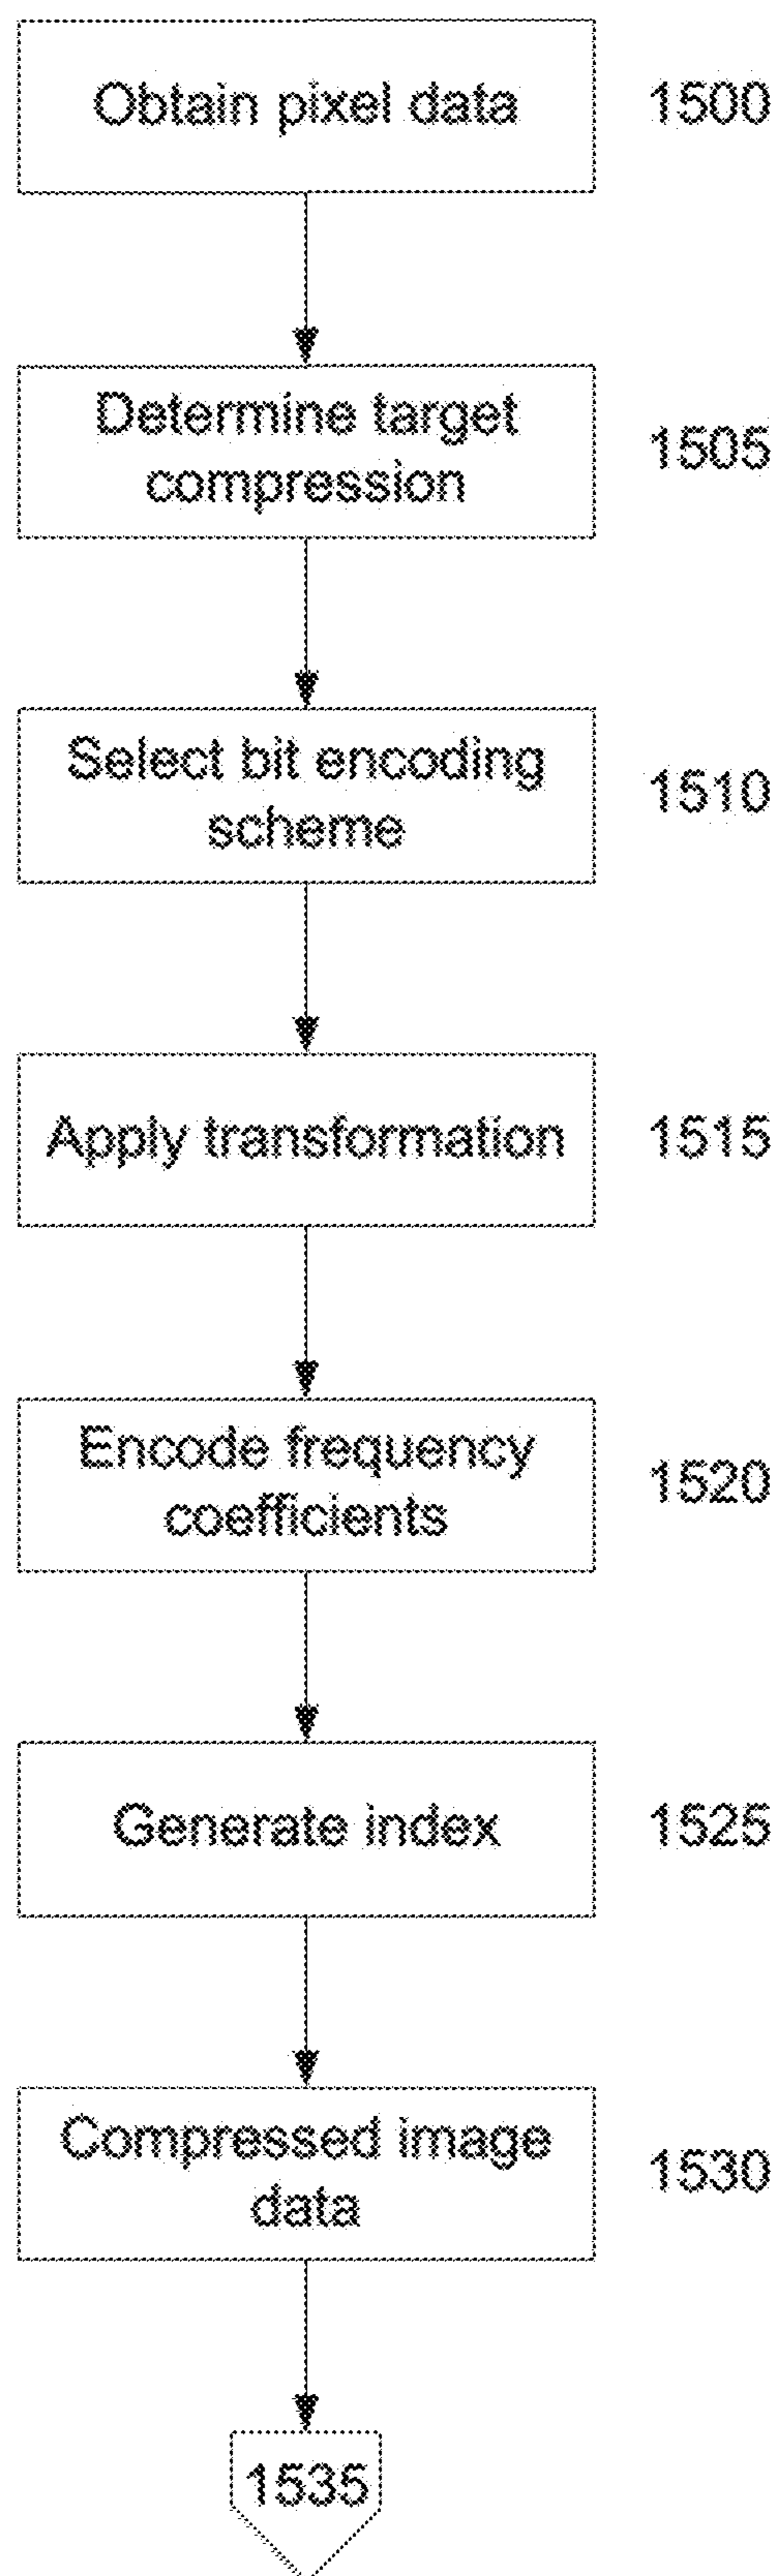 Obtain pixel data
1500
Determine target
compression
1505
Select bit encoding
scheme
1510
Apply transformation
1515
Encode frequency
coefficients
1520
Generate index
1525
Compressed image
data
1530
1535